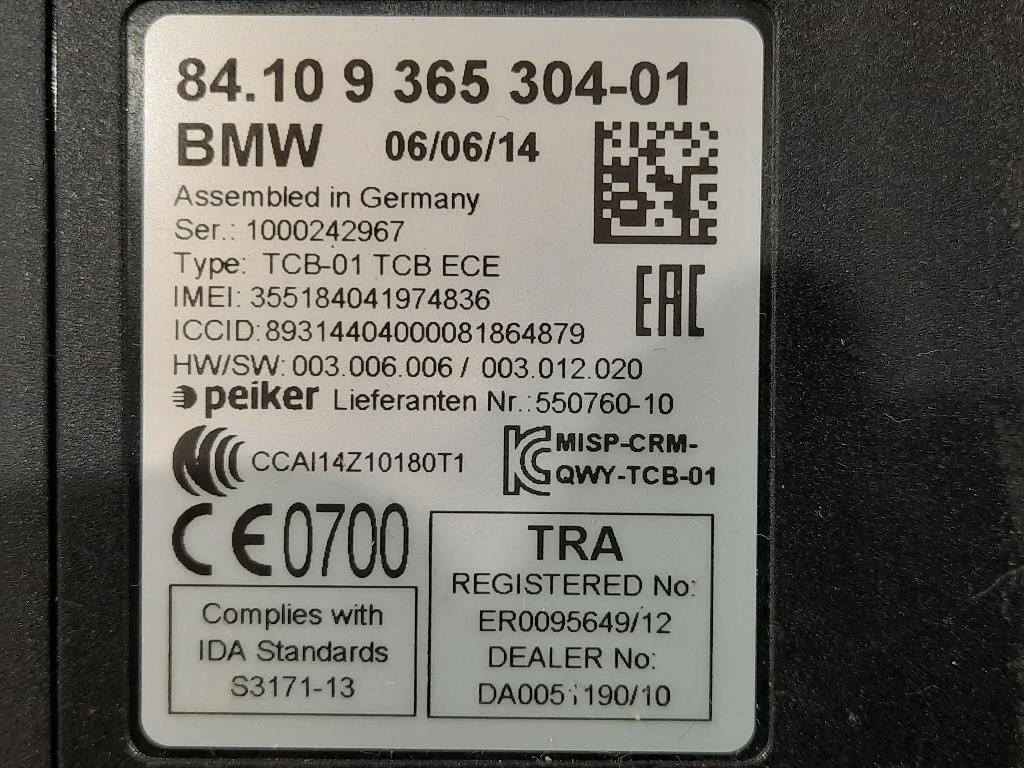 84.10 9 365 304-01
BMW 06/06/14
Assembled in Germany
Ser.: 1000242967
Type: TCB-01 TCB ECE
IMEI: 355184041974836
ICCID: 89314404000081864879
HW/SW: 003.006.006 / 003.012.020
EAC
peiker Lieferanten Nr.: 550760-10
CCAI14Z10180T1
MISP-CRM-
QWY-TCB-01
CE0700
Complies with
IDA Standards
S3171-13
TRA
REGISTERED No:
ER0095649/12
DEALER No: